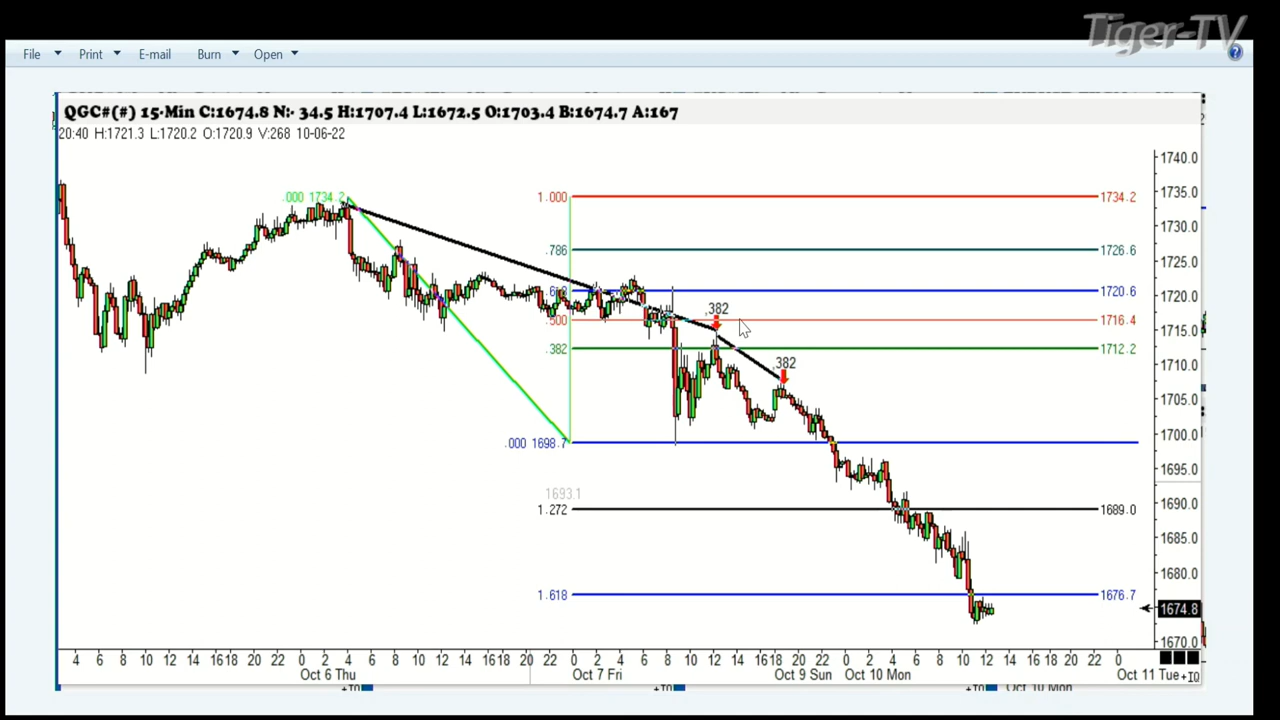 Tiger-TV
File Print E-mail Burn Open
QGC#(#) 15-Min C:1674.8 N:- 34.5 H:1707.4 L:1672.5 O:1703.4 B:1674.7 A:167
20:40 H:1721.3 L:1720.2 O:1720.9 V:268 10-06-22
1740.0
.000 1734.2 1.000 1734.2 1735.0
1730.0
.786 1726.6 1725.0
1720.6 1720.0
.382
.500 1716.4 1715.0
.382 1712.2 1710.0
.382
1705.0
.000 1698.7 1700.0
1695.0
1693.1
1.272 1689.0 1690.0
1685.0
1680.0
1.618 1676.7
1674.8
1670.0
4 6 8 10 12 14 1618 20 22 0 2 4 6 8 10 12 14 1618 20 22 0 2 4 6 8 10 12 14 1618 20 22 0 2 4 6 8 10 12 14 16 18 20 22 0
Oct 6 Thu Oct 7 Fri Oct 9 Sun Oct 10 Mon Oct 11 Tue +IQ